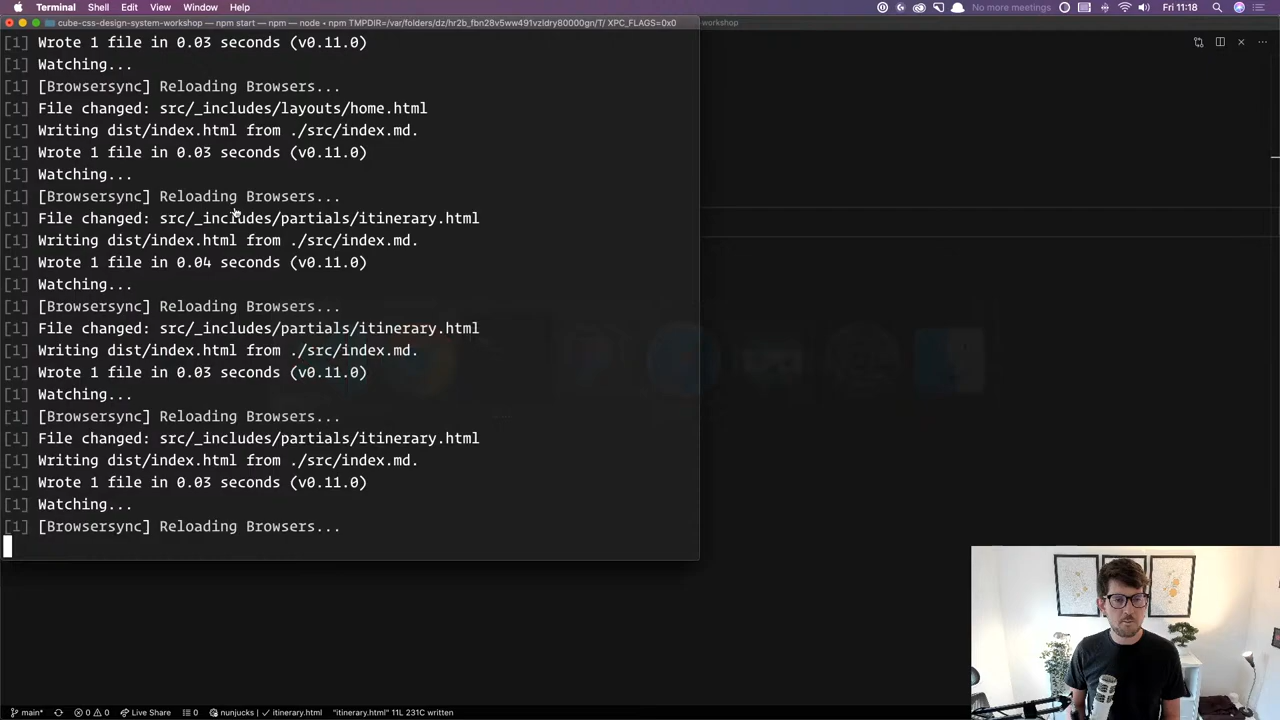 Terminal Shell Edit View Window Help No more meetings Fri 11:18
cube-css-design-system-workshop — npm start — npm — node ‹ npm TMPDIR=/var/folders/dz/hr2b_fbn28v5ww491vzldry80000gn/T/ XPC_FLAGS=0x0 workshop
[1] Wrote 1 file in 0.03 seconds (v0.11.0)
[1] Watching...
[1] [Browsersync] Reloading Browsers...
[1] File changed: src/_includes/layouts/home.html
[1] Writing dist/index.html from ./src/index.md.
[1] Wrote 1 file in 0.03 seconds (v0.11.0)
[1] Watching...
[1] [Browsersync] Reloading Browsers...
[1] File changed: src/_includes/partials/itinerary.html
[1] Writing dist/index.html from ./src/index.md.
[1] Wrote 1 file in 0.04 seconds (v0.11.0)
[1] Watching...
[1] [Browsersync] Reloading Browsers...
[1] File changed: src/_includes/partials/itinerary.html
[1] Writing dist/index.html from ./src/index.md.
[1] Wrote 1 file in 0.03 seconds (v0.11.0)
[1] Watching...
[1] [Browsersync] Reloading Browsers...
[1] File changed: src/_includes/partials/itinerary.html
[1] Writing dist/index.html from ./src/index.md.
[1] Wrote 1 file in 0.03 seconds (v0.11.0)
[1] Watching...
[1] [Browsersync] Reloading Browsers...
main* 0 0 Live Share 0 nunjucks | ✓ itinerary.html "itinerary.html" 11L 231C written